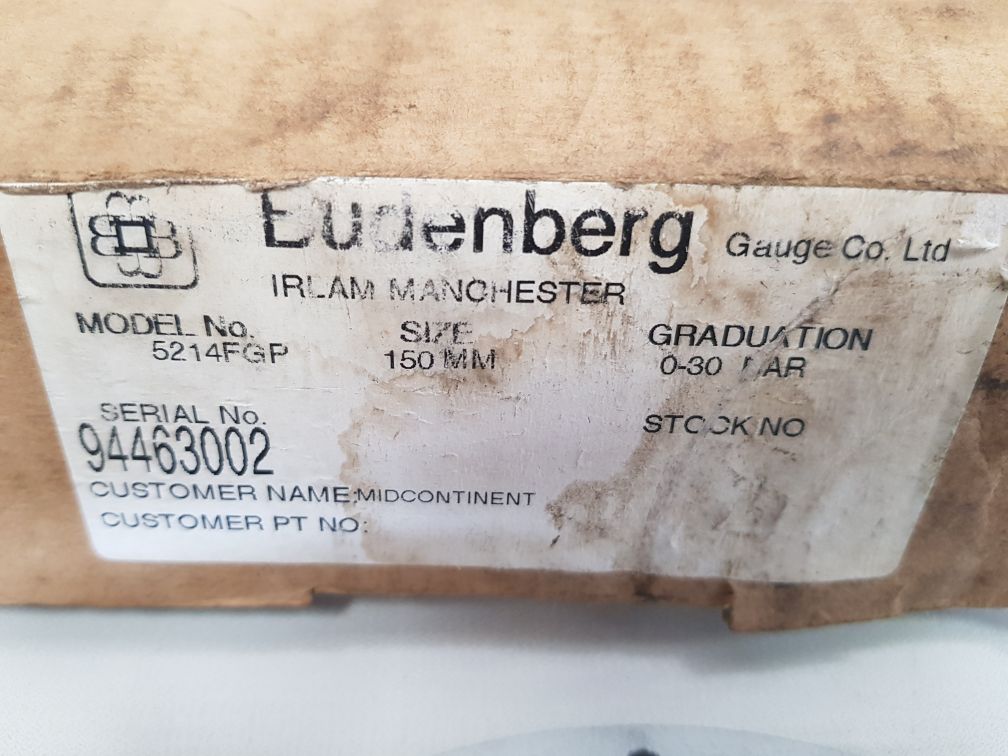 Budenberg Gauge Co. Ltd
IRLAM MANCHESTER
MODEL No. SIZE GRADUATION
5214FGP 150 MM 0-30 BAR
SERIAL No. STOCK NO
94463002
CUSTOMER NAME:MIDCONTINENT
CUSTOMER PT NO: